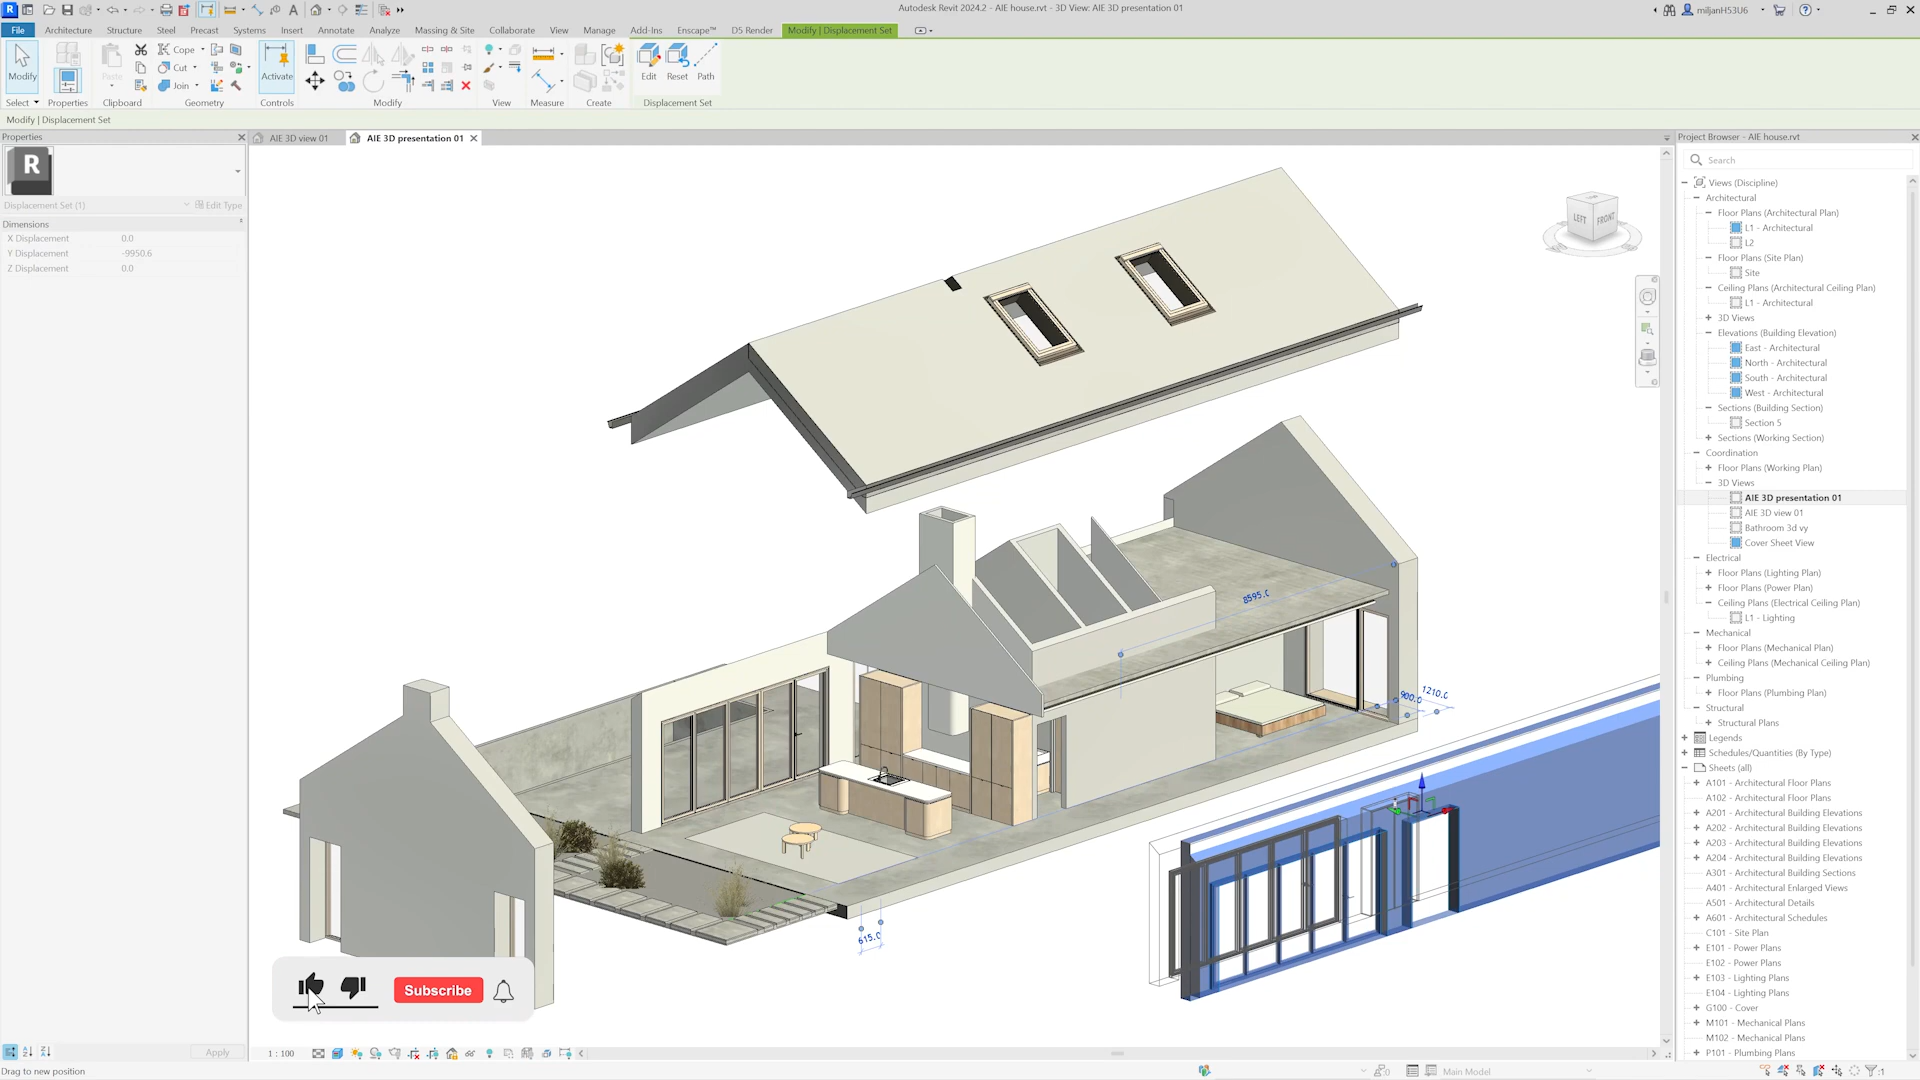 Autodesk Revit 2024.2 - AIE house.rvt - 3D View: AIE 3D presentation 01
miljanH53U6
File
Architecture
Structure
Steel
Precast
Systems
Insert
Annotate
Analyze
Massing & Site
Collaborate
View
Manage
Add-Ins
Enscape™
D5 Render
Modify | Displacement Set
Modify
Paste
Cope
Cut
Join
Activate
Edit
Reset
Path
Select
Properties
Clipboard
Geometry
Controls
Modify
View
Measure
Create
Displacement Set
Modify | Displacement Set
Properties
AIE 3D view 01
AIE 3D presentation 01
Project Browser - AIE house.rvt
R
Displacement Set (1)
Edit Type
Dimensions
X Displacement 0.0
Y Displacement -9950.6
Z Displacement 0.0
LEFT
FRONT
8595.0
900.0
1210.0
615.0
Subscribe
Search
Views (Discipline)
Architectural
Floor Plans (Architectural Plan)
L1 - Architectural
L2
Floor Plans (Site Plan)
Site
Ceiling Plans (Architectural Ceiling Plan)
L1 - Architectural
3D Views
Elevations (Building Elevation)
East - Architectural
North - Architectural
South - Architectural
West - Architectural
Sections (Building Section)
Section 5
Sections (Working Section)
Coordination
Floor Plans (Working Plan)
3D Views
AIE 3D presentation 01
AIE 3D view 01
Bathroom 3d vy
Cover Sheet View
Electrical
Floor Plans (Lighting Plan)
Floor Plans (Power Plan)
Ceiling Plans (Electrical Ceiling Plan)
L1 - Lighting
Mechanical
Floor Plans (Mechanical Plan)
Ceiling Plans (Mechanical Ceiling Plan)
Plumbing
Floor Plans (Plumbing Plan)
Structural
Structural Plans
Legends
Schedules/Quantities (By Type)
Sheets (all)
A101 - Architectural Floor Plans
A102 - Architectural Floor Plans
A201 - Architectural Building Elevations
A202 - Architectural Building Elevations
A203 - Architectural Building Elevations
A204 - Architectural Building Elevations
A301 - Architectural Building Sections
A401 - Architectural Enlarged Views
A501 - Architectural Details
A601 - Architectural Schedules
C101 - Site Plan
E101 - Power Plans
E102 - Power Plans
E103 - Lighting Plans
E104 - Lighting Plans
G100 - Cover
M101 - Mechanical Plans
M102 - Mechanical Plans
P101 - Plumbing Plans
Apply
1 : 100
Drag to new position
:0
Main Model
:1